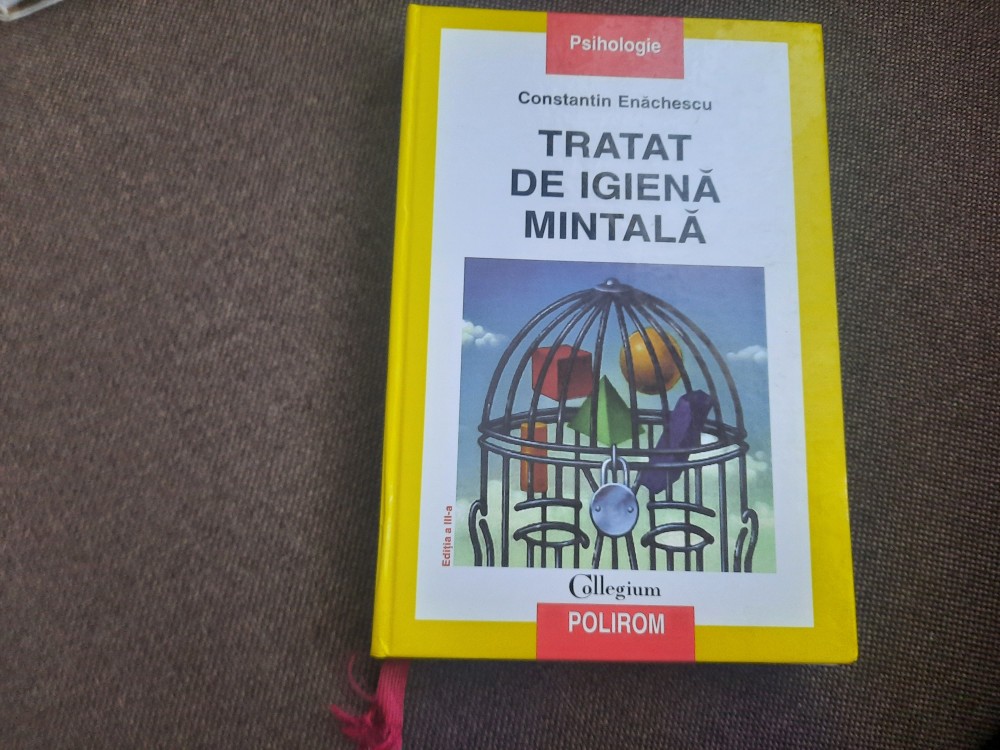 Psihologie
Constantin Enăchescu
TRATAT
DE IGIENĂ
MINTALĂ
Ediția a III-a
Collegium
POLIROM